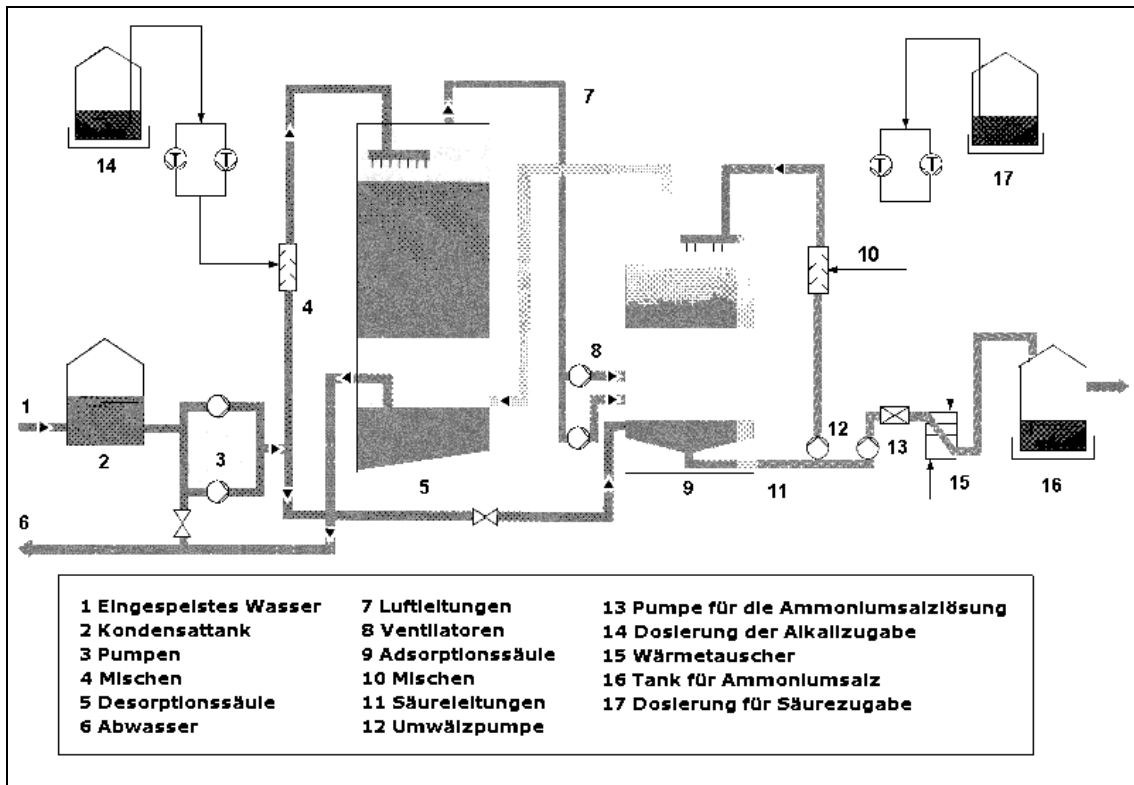 7
14
T T
T T
17
10
4
8
1
2
3
12
13
5
9
11
15
16
6
1 Eingespeistes Wasser
2 Kondensattank
3 Pumpen
4 Mischen
5 Desorptionssäule
6 Abwasser
7 Luftleitungen
8 Ventilatoren
9 Adsorptionssäule
10 Mischen
11 Säureleitungen
12 Umwälzpumpe
13 Pumpe für die Ammoniumsalzlösung
14 Dosierung der Alkalizugabe
15 Wärmetauscher
16 Tank für Ammoniumsalz
17 Dosierung für Säurezugabe